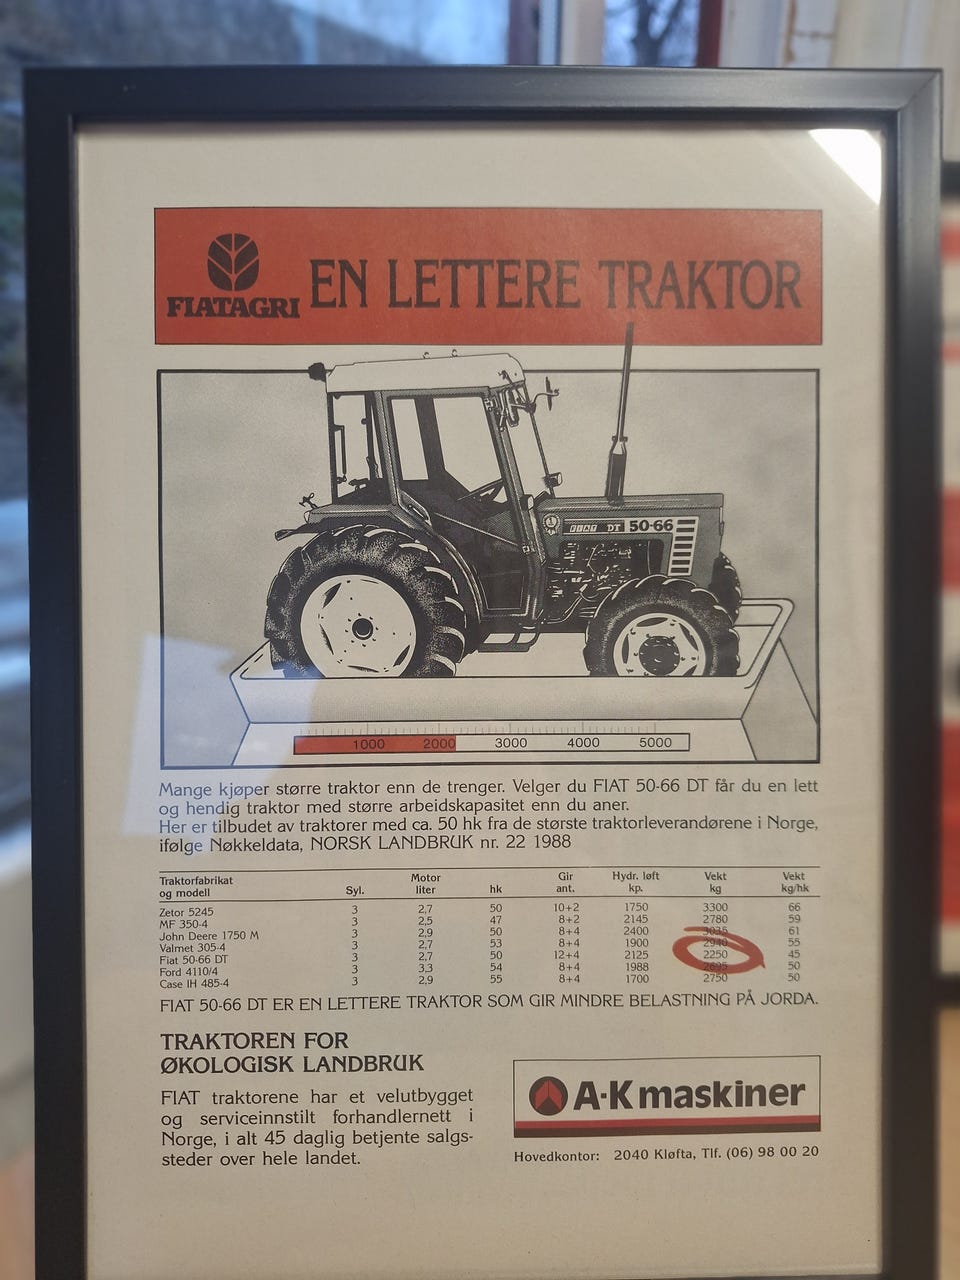 FIATAGRI
EN LETTERE TRAKTOR
FIAT DT 50-66
1000 2000 3000 4000 5000
Mange kjøper større traktor enn de trenger. Velger du FIAT 50-66 DT får du en lett
og hendig traktor med større arbeidskapasitet enn du aner.
Her er tilbudet av traktorer med ca. 50 hk fra de største traktorleverandørene i Norge,
ifølge Nøkkeldata, NORSK LANDBRUK nr. 22 1988
Traktorfabrikat og modell Syl. Motor liter hk Gir ant. Hydr. løft kp. Vekt kg Vekt kg/hk
Zetor 5245 3 2,7 50 10+2 1750 3300 66
MF 350-4 3 2,5 47 8+2 2145 2780 59
John Deere 1750 M 3 2,9 50 8+4 2400 3035 61
Valmet 305-4 3 2,7 53 8+4 1900 2940 55
Fiat 50-66 DT 3 2,7 50 12+4 2125 2250 45
Ford 4110/4 3 3,3 54 8+4 1988 2695 50
Case IH 485-4 3 2,9 55 8+4 1700 2750 50
FIAT 50-66 DT ER EN LETTERE TRAKTOR SOM GIR MINDRE BELASTNING PÅ JORDA.
TRAKTOREN FOR
ØKOLOGISK LANDBRUK
FIAT traktorene har et velutbygget
og serviceinnstilt forhandlernett i
Norge, i alt 45 daglig betjente salgs-
steder over hele landet.
A·K maskiner
Hovedkontor: 2040 Kløfta, Tlf. (06) 98 00 20